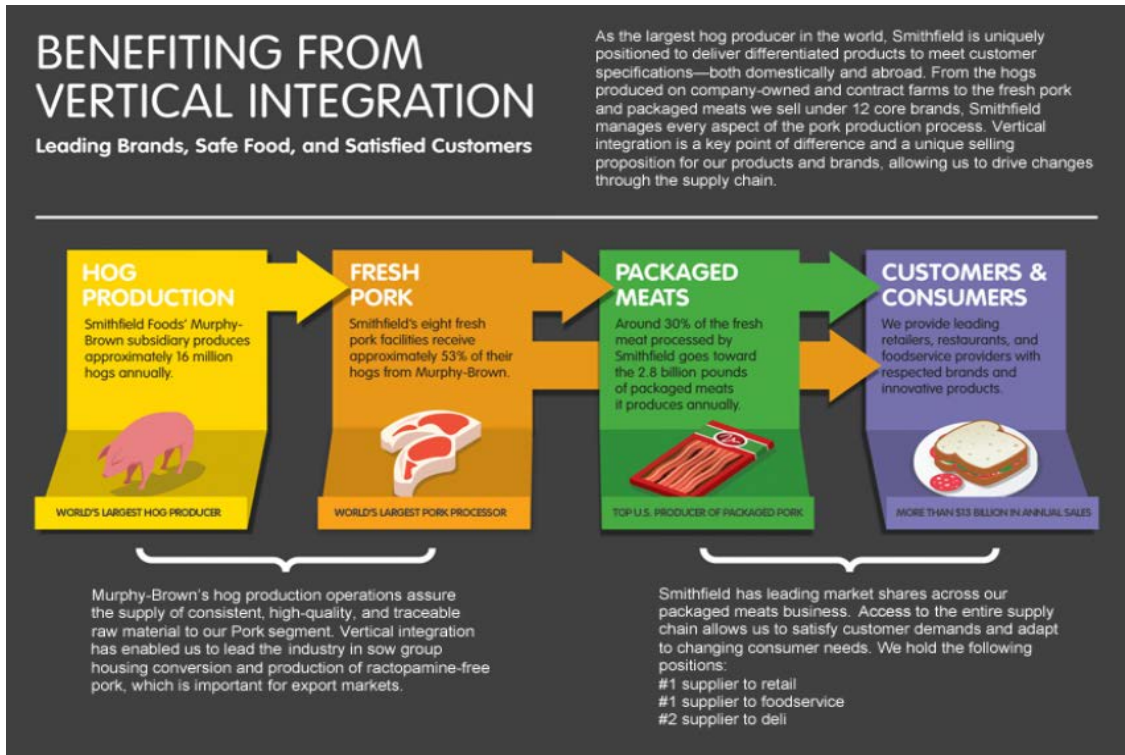 BENEFITING FROM
VERTICAL INTEGRATION
Leading Brands, Safe Food, and Satisfied Customers
As the largest hog producer in the world, Smithfield is uniquely
positioned to deliver differentiated products to meet customer
specifications—both domestically and abroad. From the hogs
produced on company-owned and contract farms to the fresh pork
and packaged meats we sell under 12 core brands, Smithfield
manages every aspect of the pork production process. Vertical
integration is a key point of difference and a unique selling
proposition for our products and brands, allowing us to drive changes
through the supply chain.
HOG
PRODUCTION
Smithfield Foods' Murphy-
Brown subsidiary produces
approximately 16 million
hogs annually.
WORLD'S LARGEST HOG PRODUCER
FRESH
PORK
Smithfield's eight fresh
pork facilities receive
approximately 53% of their
hogs from Murphy-Brown.
WORLD'S LARGEST PORK PROCESSOR
PACKAGED
MEATS
Around 30% of the fresh
meat processed by
Smithfield goes toward
the 2.8 billion pounds
of packaged meats
it produces annually.
TOP U.S. PRODUCER OF PACKAGED PORK
CUSTOMERS &
CONSUMERS
We provide leading
retailers, restaurants, and
foodservice providers with
respected brands and
innovative products.
MORE THAN $13 BILLION IN ANNUAL SALES
Murphy-Brown's hog production operations assure
the supply of consistent, high-quality, and traceable
raw material to our Pork segment. Vertical integration
has enabled us to lead the industry in sow group
housing conversion and production of ractopamine-free
pork, which is important for export markets.
Smithfield has leading market shares across our
packaged meats business. Access to the entire supply
chain allows us to satisfy customer demands and adapt
to changing consumer needs. We hold the following
positions:
#1 supplier to retail
#1 supplier to foodservice
#2 supplier to deli